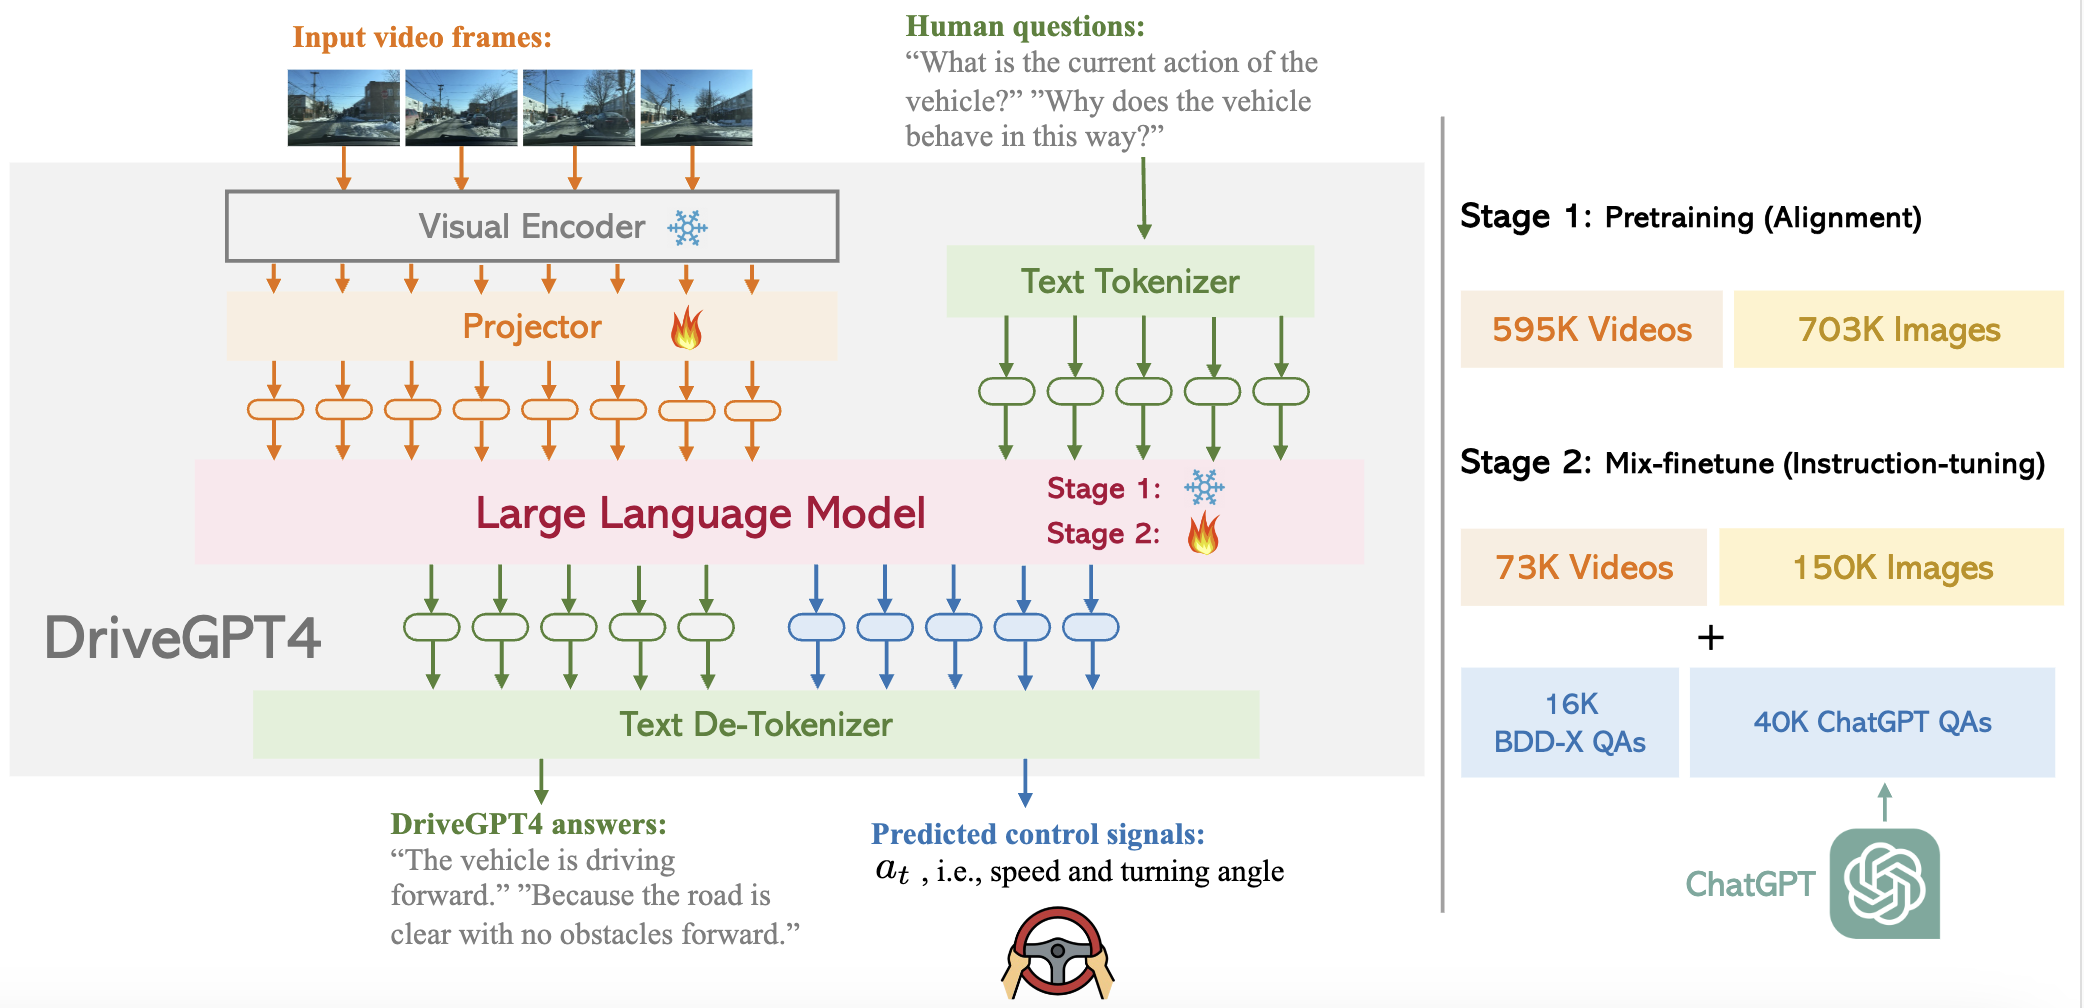 Input video frames:
Human questions:
“What is the current action of the
vehicle?” ”Why does the vehicle
behave in this way?”
Visual Encoder
Text Tokenizer
Projector
Large Language Model
Stage 1:
Stage 2:
DriveGPT4
Text De-Tokenizer
DriveGPT4 answers:
“The vehicle is driving
forward.” ”Because the road is
clear with no obstacles forward.”
Predicted control signals:
aₜ , i.e., speed and turning angle
Stage 1: Pretraining (Alignment)
595K Videos
703K Images
Stage 2: Mix-finetune (Instruction-tuning)
73K Videos
150K Images
+
16K
BDD-X QAs
40K ChatGPT QAs
ChatGPT